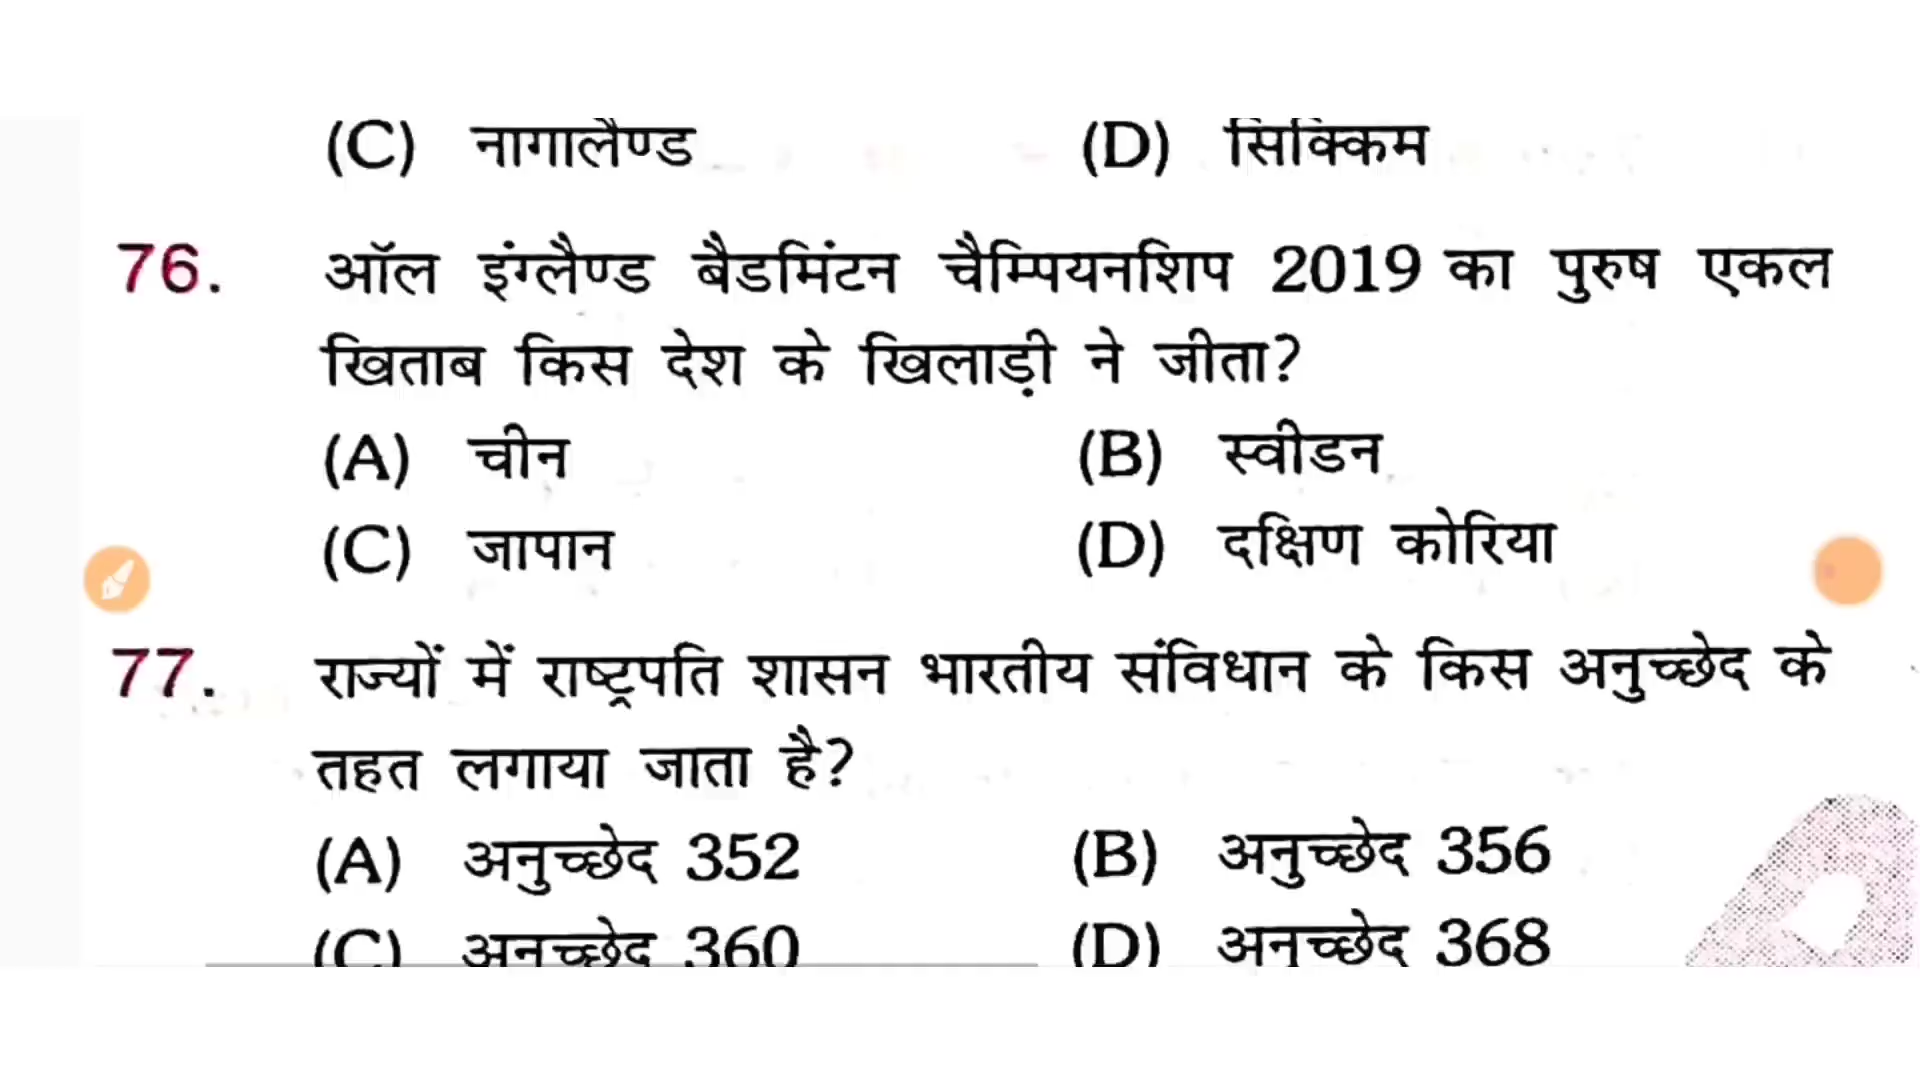 (C) नागालैण्ड (D) सिक्किम
76. ऑल इंग्लैण्ड बैडमिंटन चैम्पियनशिप 2019 का पुरुष एकल
खिताब किस देश के खिलाड़ी ने जीता?
(A) चीन (B) स्वीडन
(C) जापान (D) दक्षिण कोरिया
77. राज्यों में राष्ट्रपति शासन भारतीय संविधान के किस अनुच्छेद के
तहत लगाया जाता है?
(A) अनुच्छेद 352 (B) अनुच्छेद 356
(C) अनुच्छेद 360 (D) अनुच्छेद 368